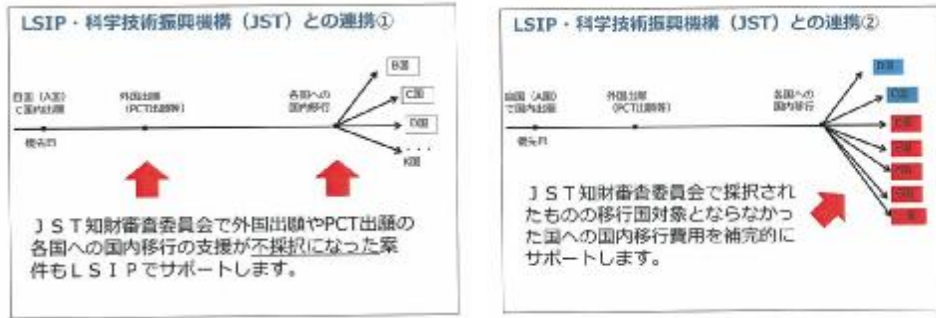 LSIP・科学技術振興機構（JST）との連携①
B国
自国（A国）
で国内出願
外国出願
（PCT出願等）
各国への
国内移行
C国
D国
優先日
・・・・
K国
JST知財審査委員会で外国出願やPCT出願の
各国への国内移行の支援が不採択になった案
件もLSIPでサポートします。
LSIP・科学技術振興機構（JST）との連携②
B国
自国（A国）
で国内出願
外国出願
（PCT出願等）
各国への
国内移行
優先日
JST知財審査委員会で採択され
たものの移行国対象とならなかっ
た国への国内移行費用を補完的に
サポートします。